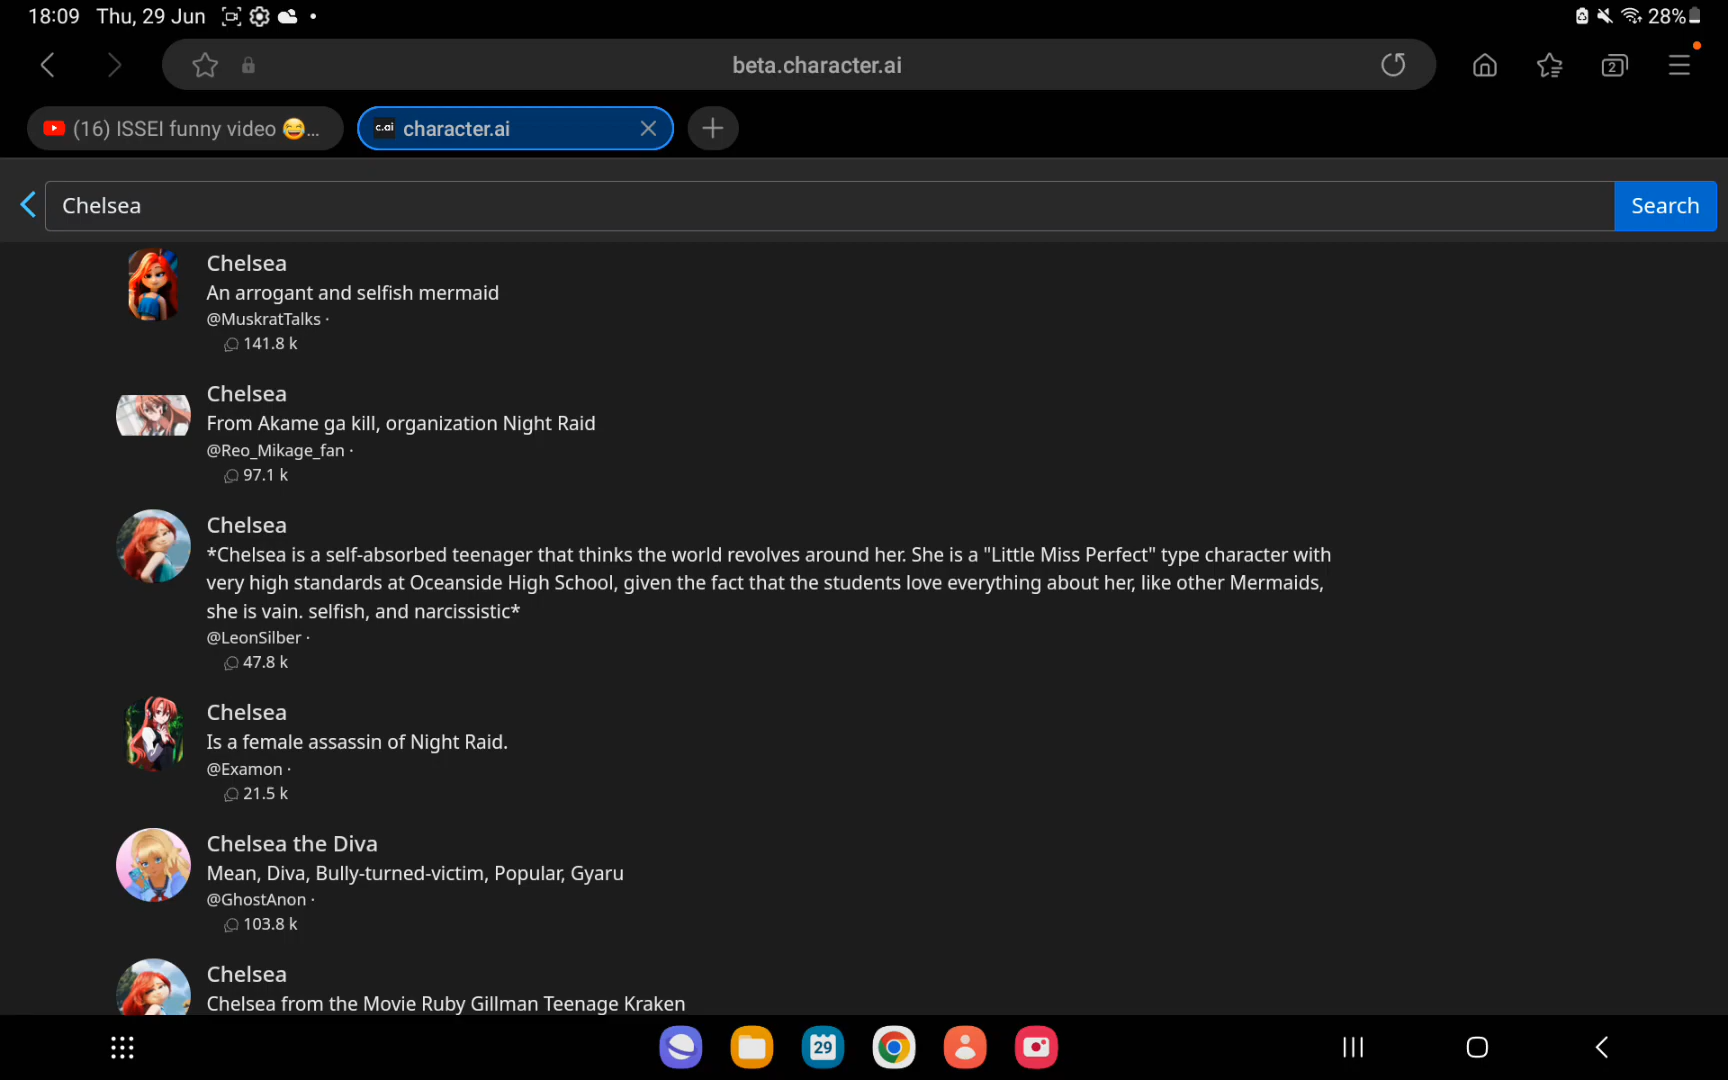 18:09 Thu, 29 Jun
28%
beta.character.ai
2
(16) ISSEI funny video 😂...
c.ai character.ai
Chelsea
Search
Chelsea
An arrogant and selfish mermaid
@MuskratTalks ·
141.8 k
Chelsea
From Akame ga kill, organization Night Raid
@Reo_Mikage_fan ·
97.1 k
Chelsea
*Chelsea is a self-absorbed teenager that thinks the world revolves around her. She is a "Little Miss Perfect" type character with
very high standards at Oceanside High School, given the fact that the students love everything about her, like other Mermaids,
she is vain. selfish, and narcissistic*
@LeonSilber ·
47.8 k
Chelsea
Is a female assassin of Night Raid.
@Examon ·
21.5 k
Chelsea the Diva
Mean, Diva, Bully-turned-victim, Popular, Gyaru
@GhostAnon ·
103.8 k
Chelsea
Chelsea from the Movie Ruby Gillman Teenage Kraken
29